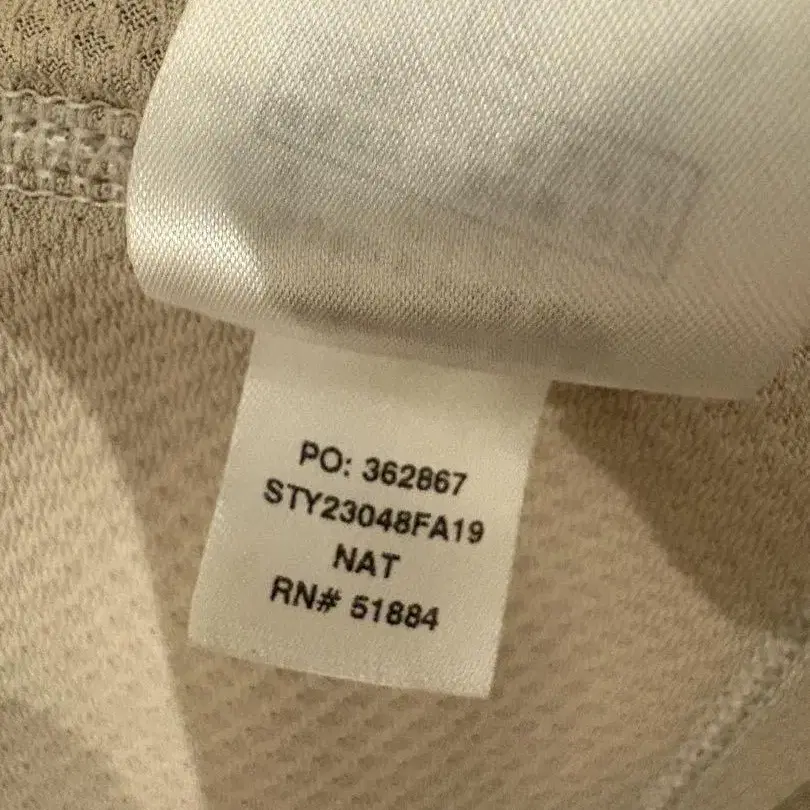 PO: 362867
STY23048FA19
NAT
RN# 51884